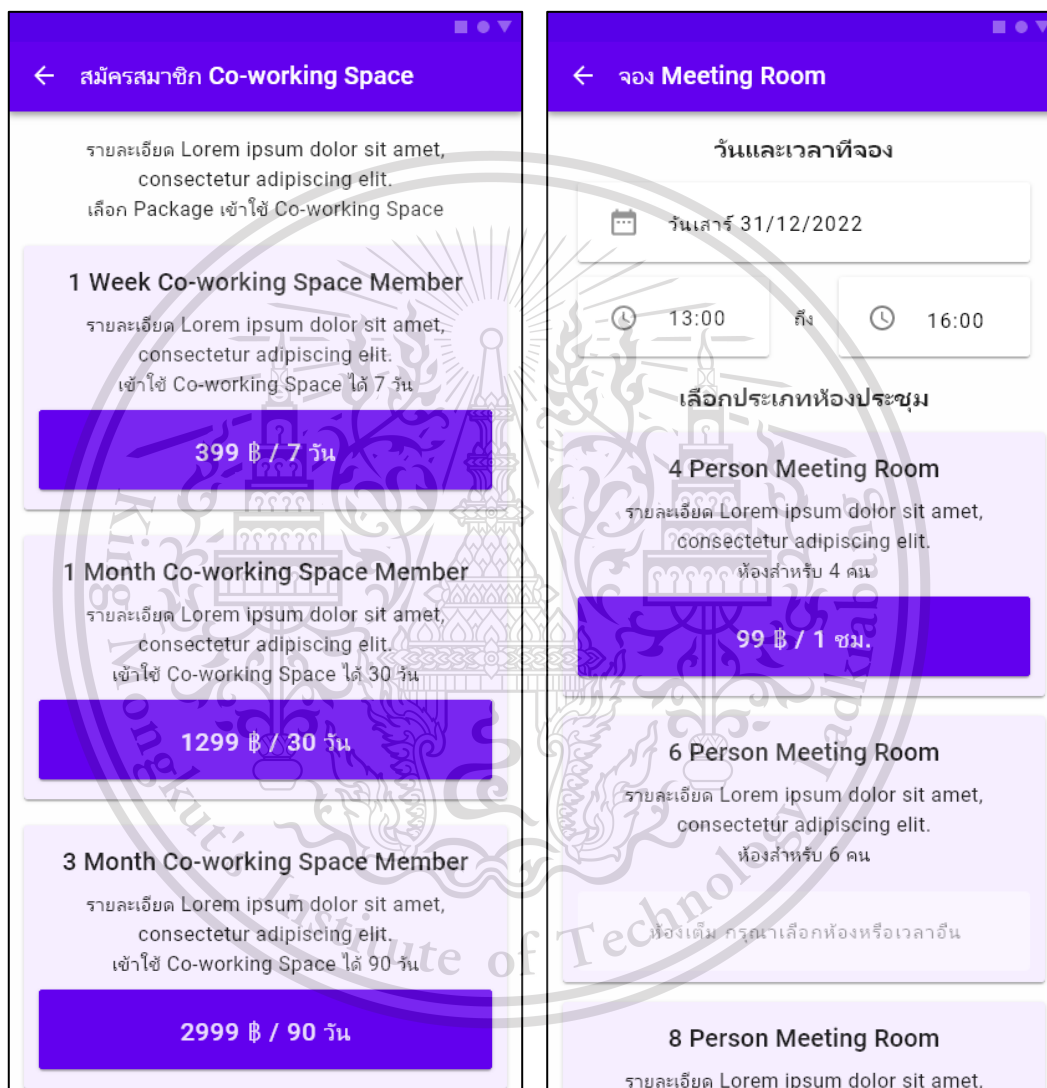 สมัครสมาชิก Co-working Space
รายละเอียด Lorem ipsum dolor sit amet,
consectetur adipiscing elit.
เลือก Package เข้าใช้ Co-working Space
1 Week Co-working Space Member
รายละเอียด Lorem ipsum dolor sit amet,
consectetur adipiscing elit.
เข้าใช้ Co-working Space ได้ 7 วัน
399 ฿ / 7 วัน
1 Month Co-working Space Member
รายละเอียด Lorem ipsum dolor sit amet,
consectetur adipiscing elit.
เข้าใช้ Co-working Space ได้ 30 วัน
1299 ฿ / 30 วัน
3 Month Co-working Space Member
รายละเอียด Lorem ipsum dolor sit amet,
consectetur adipiscing elit.
เข้าใช้ Co-working Space ได้ 90 วัน
2999 ฿ / 90 วัน
จอง Meeting Room
วันและเวลาที่จอง
วันเสาร์ 31/12/2022
13:00 ถึง 16:00
เลือกประเภทห้องประชุม
4 Person Meeting Room
รายละเอียด Lorem ipsum dolor sit amet,
consectetur adipiscing elit.
ห้องสำหรับ 4 คน
99 ฿ / 1 ชม.
6 Person Meeting Room
รายละเอียด Lorem ipsum dolor sit amet,
consectetur adipiscing elit.
ห้องสำหรับ 6 คน
ห้องเต็ม กรุณาเลือกห้องหรือเวลาอื่น
8 Person Meeting Room
รายละเอียด Lorem ipsum dolor sit amet,
King Mongkut's Institute of Technology Ladkrabang